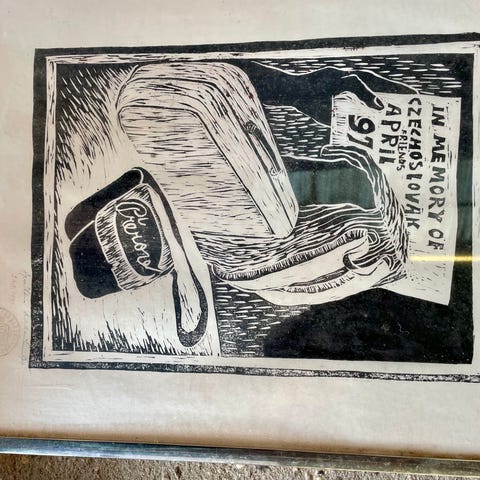 IN MEMORY OF
CZECHOSLOVAK
FRIENDS
APRIL
97